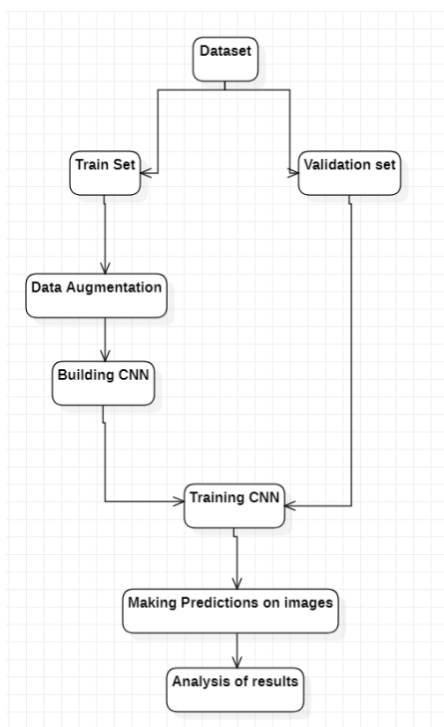 Dataset
Train Set
Validation set
Data Augmentation
Building CNN
Training CNN
Making Predictions on images
Analysis of results